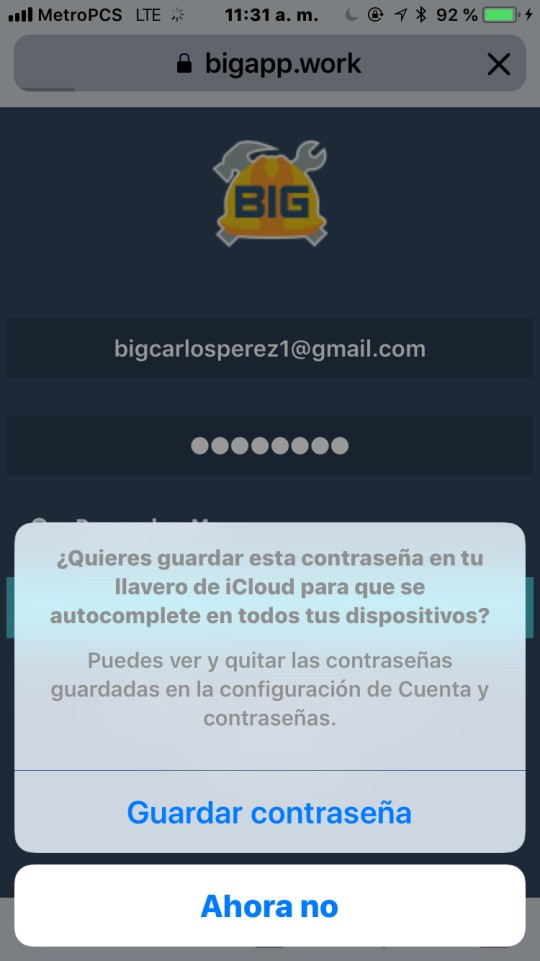 MetroPCS LTE 11:31 a. m. 92 %
bigapp.work
BIG
bigcarlosperez1@gmail.com
¿Quieres guardar esta contraseña en tu
llavero de iCloud para que se
autocomplete en todos tus dispositivos?
Puedes ver y quitar las contraseñas
guardadas en la configuración de Cuenta y
contraseñas.
Guardar contraseña
Ahora no